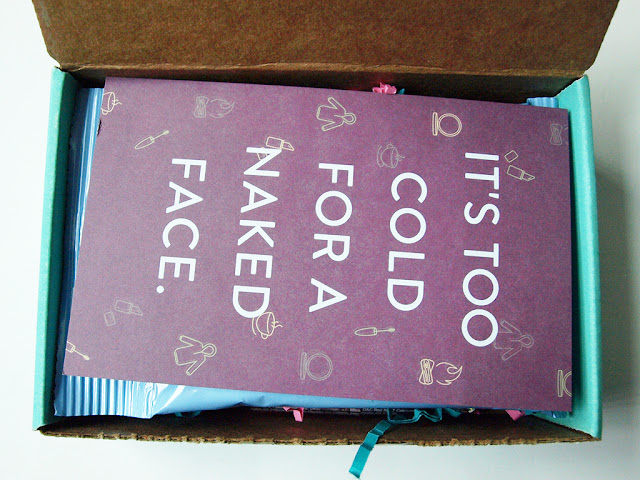 IT'S TOO
COLD
FOR A
NAKED
FACE.